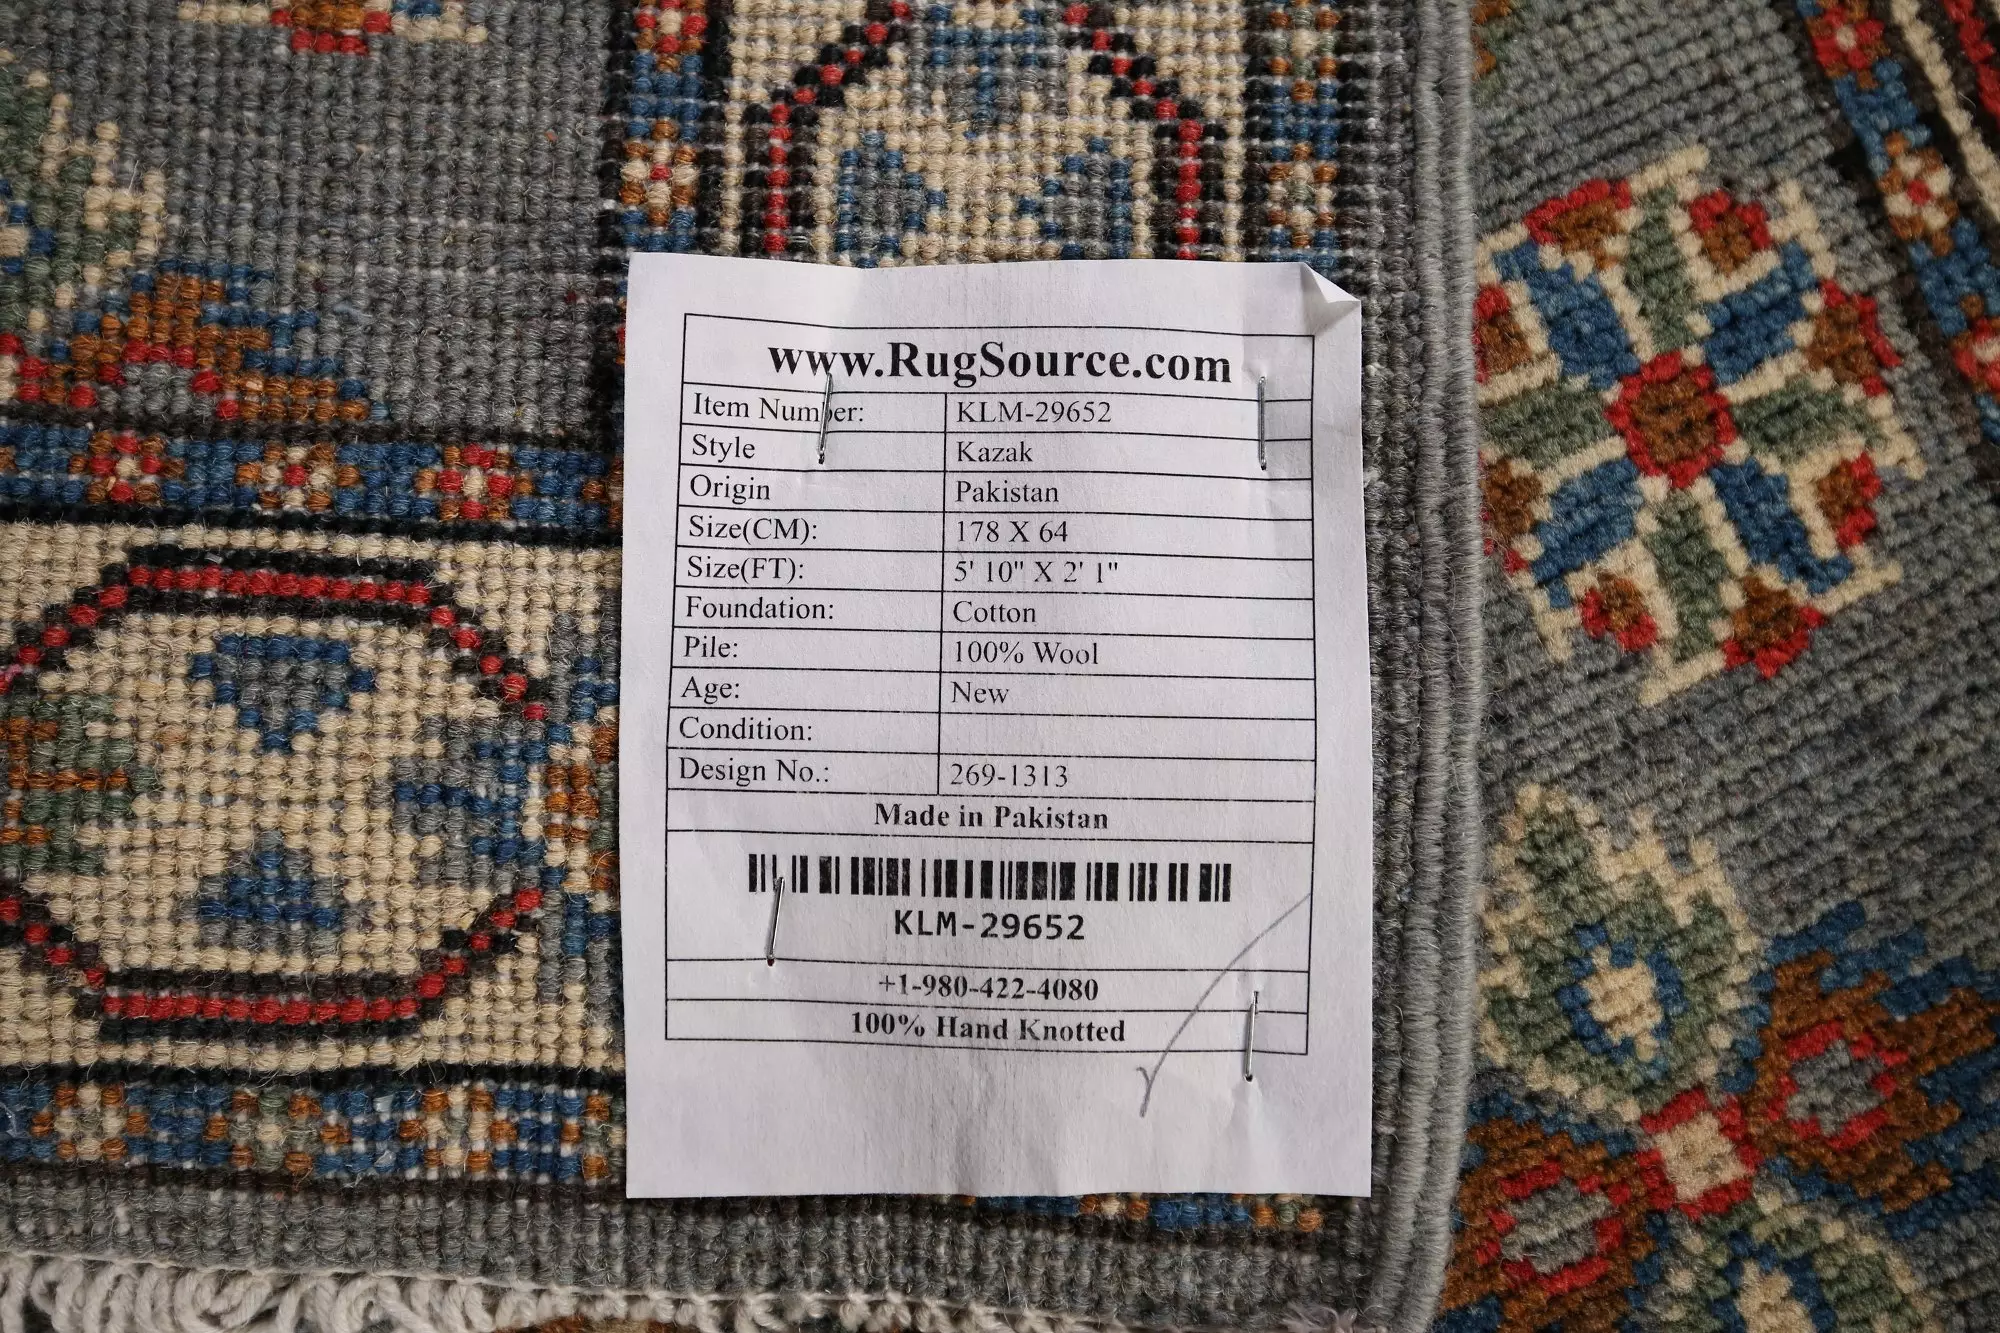 www.RugSource.com
Item Number: KLM-29652
Style Kazak
Origin Pakistan
Size(CM): 178 X 64
Size(FT): 5' 10" X 2' 1"
Foundation: Cotton
Pile: 100% Wool
Age: New
Condition:
Design No.: 269-1313
Made in Pakistan
KLM-29652
+1-980-422-4080
100% Hand Knotted